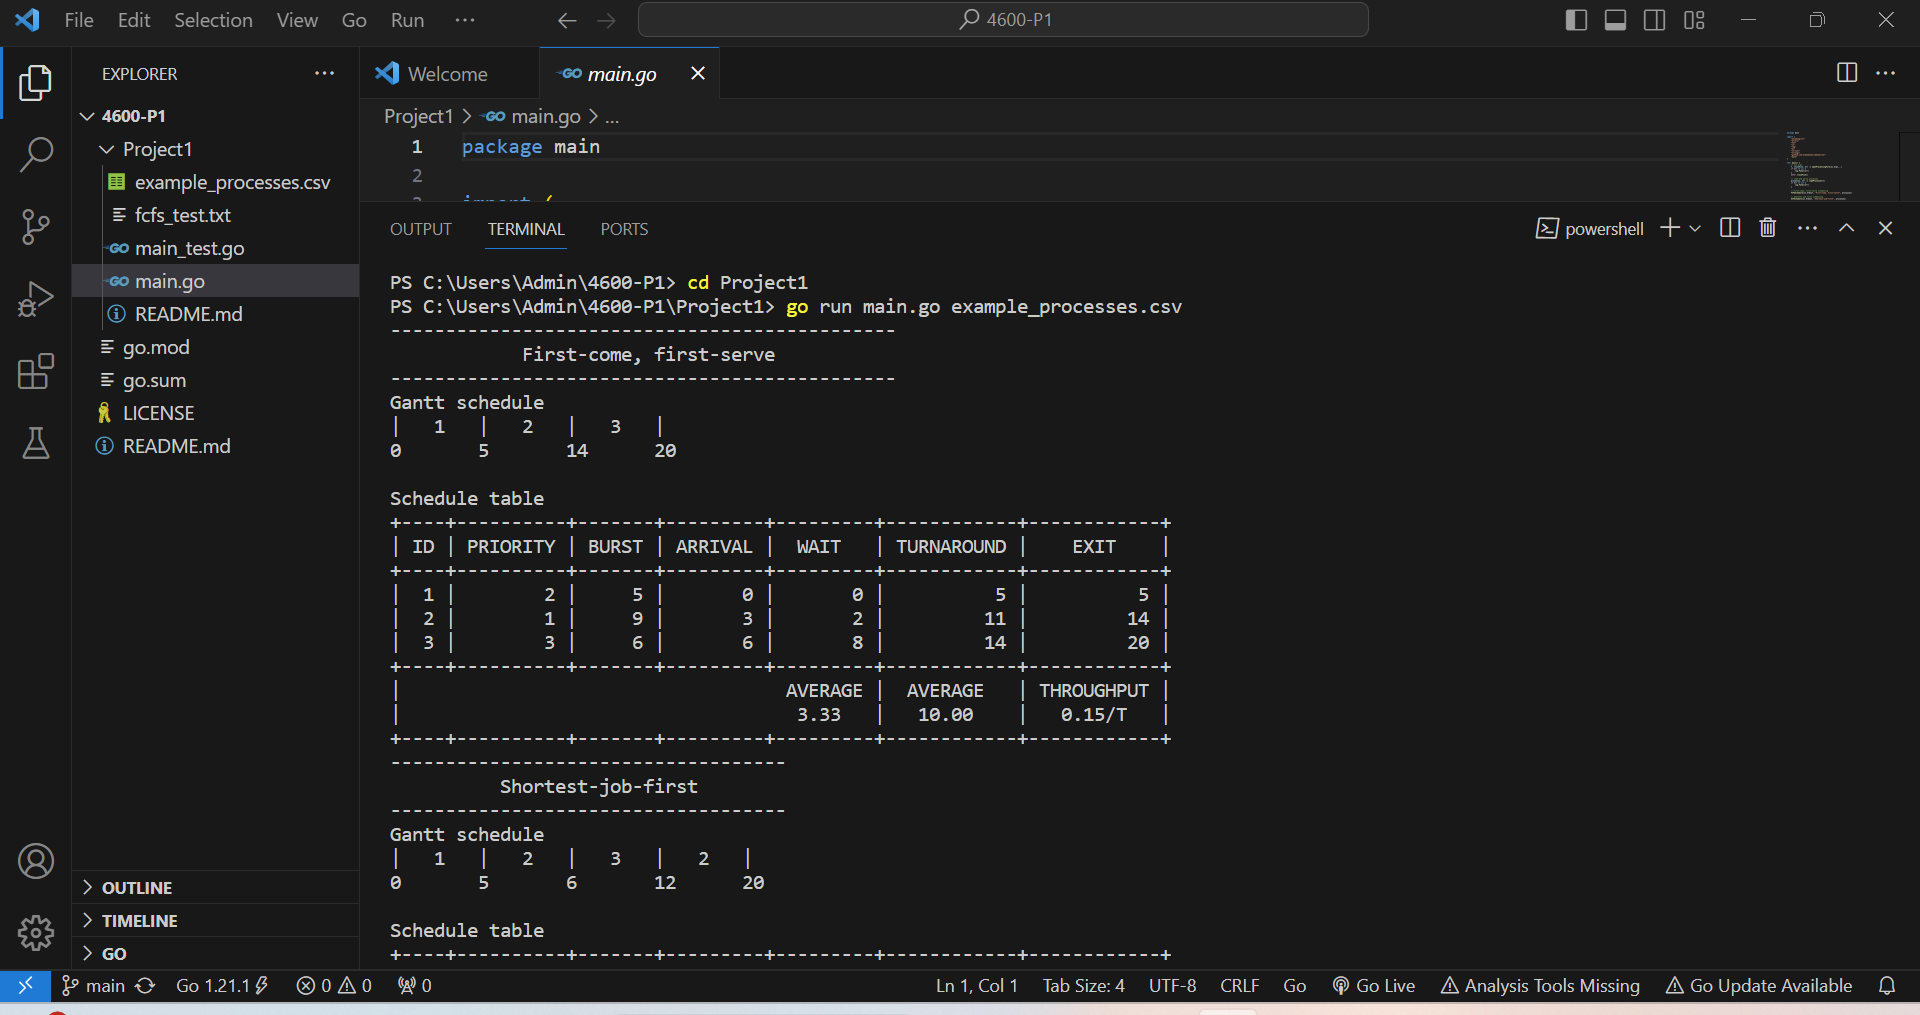 File Edit Selection View Go Run ··· 4600-P1
EXPLORER ···
4600-P1
Project1
example_processes.csv
fcfs_test.txt
GO main_test.go
GO main.go
README.md
go.mod
go.sum
LICENSE
README.md
OUTLINE
TIMELINE
GO
Welcome GO main.go
Project1 > GO main.go > ...
1 package main
2
OUTPUT TERMINAL PORTS powershell
PS C:\Users\Admin\4600-P1> cd Project1
PS C:\Users\Admin\4600-P1\Project1> go run main.go example_processes.csv
----------------------------------------------
First-come, first-serve
----------------------------------------------
Gantt schedule
|   1   |   2   |   3   |
0       5       14      20
Schedule table
+----+----------+-------+---------+---------+------------+------------+
| ID | PRIORITY | BURST | ARRIVAL |  WAIT   | TURNAROUND |    EXIT    |
+----+----------+-------+---------+---------+------------+------------+
|  1 |        2 |     5 |       0 |       0 |          5 |          5 |
|  2 |        1 |     9 |       3 |       2 |         11 |         14 |
|  3 |        3 |     6 |       6 |       8 |         14 |         20 |
+----+----------+-------+---------+---------+------------+------------+
|                                   AVERAGE |  AVERAGE   | THROUGHPUT |
|                                    3.33   |   10.00    |   0.15/T   |
+----+----------+-------+---------+---------+------------+------------+
------------------------------------
Shortest-job-first
------------------------------------
Gantt schedule
|   1   |   2   |   3   |   2   |
0       5       6       12      20
Schedule table
+----+----------+-------+---------+---------+------------+------------+
main Go 1.21.1 0 0 0 Ln 1, Col 1 Tab Size: 4 UTF-8 CRLF Go Go Live Analysis Tools Missing Go Update Available